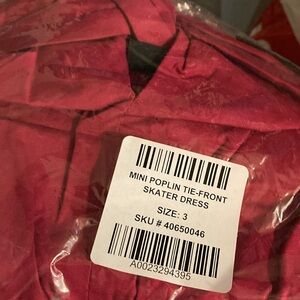 MINI POPLIN TIE-FRONT
SKATER DRESS
SIZE: 3
SKU # 40650046
A0023294395